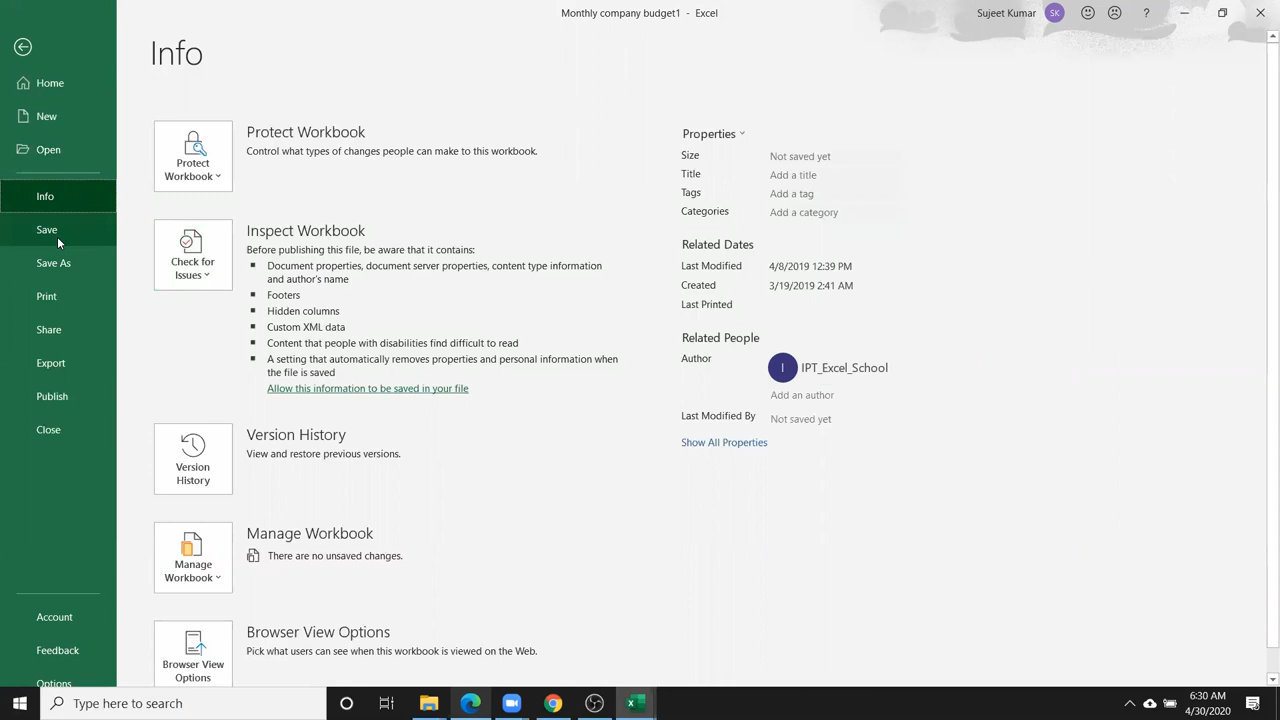 Monthly company budget1 - Excel
Sujeet Kumar
SK
?
Info
Home
New
Open
Info
Save
Save As
Print
Share
Export
Publish
Close
Account
Feedback
Options
Protect Workbook
Protect Workbook
Control what types of changes people can make to this workbook.
Check for Issues
Inspect Workbook
Before publishing this file, be aware that it contains:
Document properties, document server properties, content type information
and author's name
Footers
Hidden columns
Custom XML data
Content that people with disabilities find difficult to read
A setting that automatically removes properties and personal information when
the file is saved
Allow this information to be saved in your file
Version History
Version History
View and restore previous versions.
Manage Workbook
Manage Workbook
There are no unsaved changes.
Browser View Options
Browser View Options
Pick what users can see when this workbook is viewed on the Web.
Properties
Size Not saved yet
Title Add a title
Tags Add a tag
Categories Add a category
Related Dates
Last Modified 4/8/2019 12:39 PM
Created 3/19/2019 2:41 AM
Last Printed
Related People
Author I IPT_Excel_School
Add an author
Last Modified By Not saved yet
Show All Properties
Type here to search
6:30 AM
4/30/2020